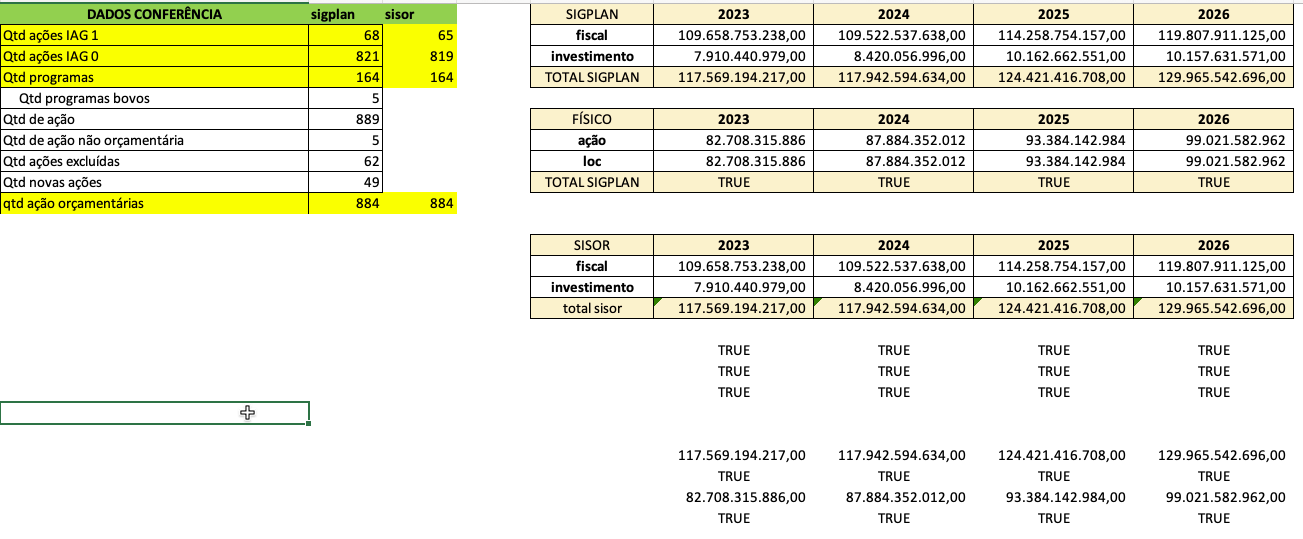 DADOS CONFERÊNCIA sigplan sisor
Qtd ações IAG 1 68 65
Qtd ações IAG 0 821 819
Qtd programas 164 164
Qtd programas bovos 5
Qtd de ação 889
Qtd de ação não orçamentária 5
Qtd ações excluídas 62
Qtd novas ações 49
qtd ação orçamentárias 884 884
SIGPLAN 2023 2024 2025 2026
fiscal 109.658.753.238,00 109.522.537.638,00 114.258.754.157,00 119.807.911.125,00
investimento 7.910.440.979,00 8.420.056.996,00 10.162.662.551,00 10.157.631.571,00
TOTAL SIGPLAN 117.569.194.217,00 117.942.594.634,00 124.421.416.708,00 129.965.542.696,00
FÍSICO 2023 2024 2025 2026
ação 82.708.315.886 87.884.352.012 93.384.142.984 99.021.582.962
loc 82.708.315.886 87.884.352.012 93.384.142.984 99.021.582.962
TOTAL SIGPLAN TRUE TRUE TRUE TRUE
SISOR 2023 2024 2025 2026
fiscal 109.658.753.238,00 109.522.537.638,00 114.258.754.157,00 119.807.911.125,00
investimento 7.910.440.979,00 8.420.056.996,00 10.162.662.551,00 10.157.631.571,00
total sisor 117.569.194.217,00 117.942.594.634,00 124.421.416.708,00 129.965.542.696,00
TRUE TRUE TRUE TRUE
TRUE TRUE TRUE TRUE
TRUE TRUE TRUE TRUE
117.569.194.217,00 117.942.594.634,00 124.421.416.708,00 129.965.542.696,00
TRUE TRUE TRUE TRUE
82.708.315.886,00 87.884.352.012,00 93.384.142.984,00 99.021.582.962,00
TRUE TRUE TRUE TRUE